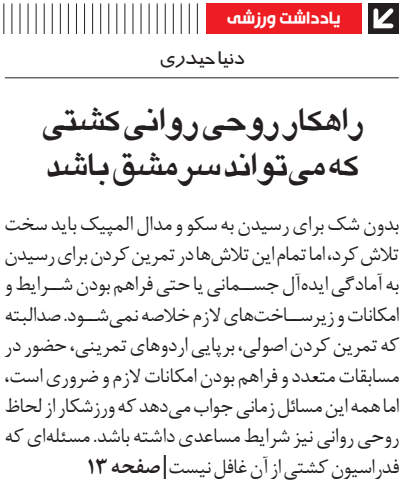 یادداشت ورزشی
دنیا حیدری
راهکار روحی روانی کشتی
که می‌تواند سرمشق باشد
بدون شک برای رسیدن به سکو و مدال المپیک باید سخت
تلاش کرد، اما تمام این تلاش‌ها در تمرین کردن برای رسیدن
به آمادگی ایده‌آل جسمانی یا حتی فراهم بودن شرایط و
امکانات و زیرساخت‌های لازم خلاصه نمی‌شود. صدالبته
که تمرین کردن اصولی، برپایی اردوهای تمرینی، حضور در
مسابقات متعدد و فراهم بودن امکانات لازم و ضروری است،
اما همه این مسائل زمانی جواب می‌دهد که ورزشکار از لحاظ
روحی روانی نیز شرایط مساعدی داشته باشد. مسئله‌ای که
فدراسیون کشتی از آن غافل نیست | صفحه ۱۳